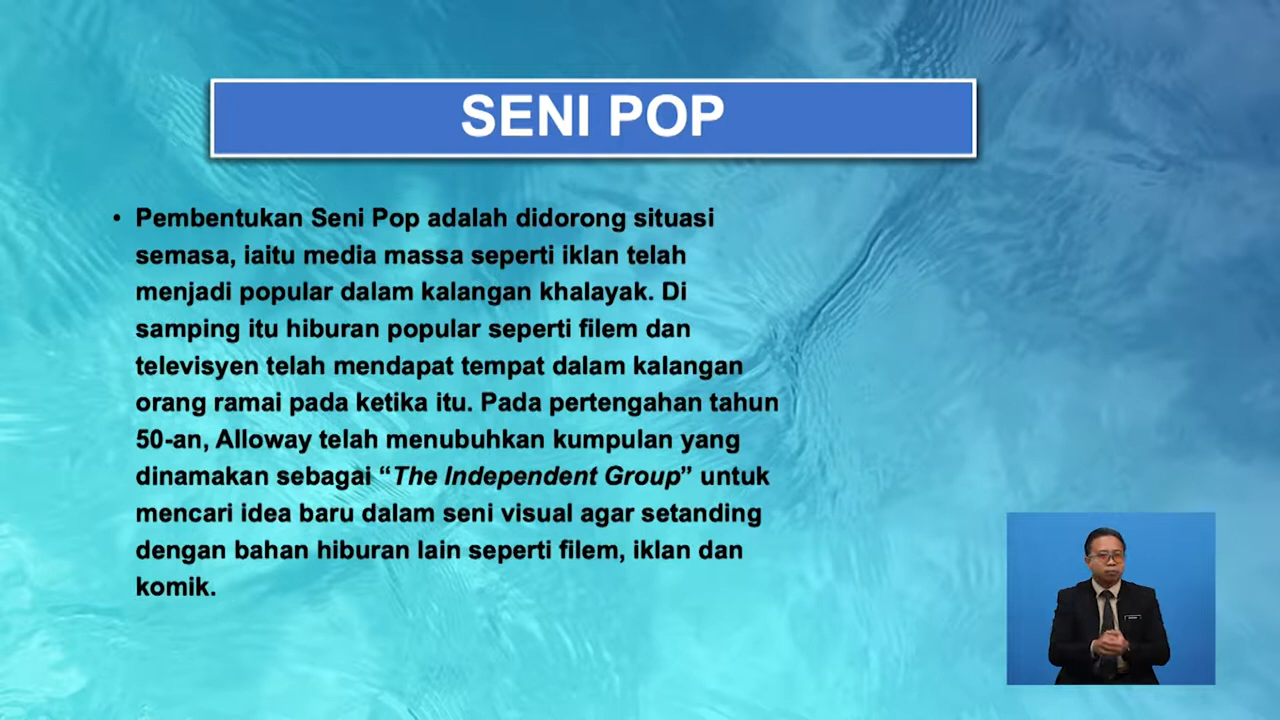 SENI POP
• Pembentukan Seni Pop adalah didorong situasi
semasa, iaitu media massa seperti iklan telah
menjadi popular dalam kalangan khalayak. Di
samping itu hiburan popular seperti filem dan
televisyen telah mendapat tempat dalam kalangan
orang ramai pada ketika itu. Pada pertengahan tahun
50-an, Alloway telah menubuhkan kumpulan yang
dinamakan sebagai “The Independent Group” untuk
mencari idea baru dalam seni visual agar setanding
dengan bahan hiburan lain seperti filem, iklan dan
komik.